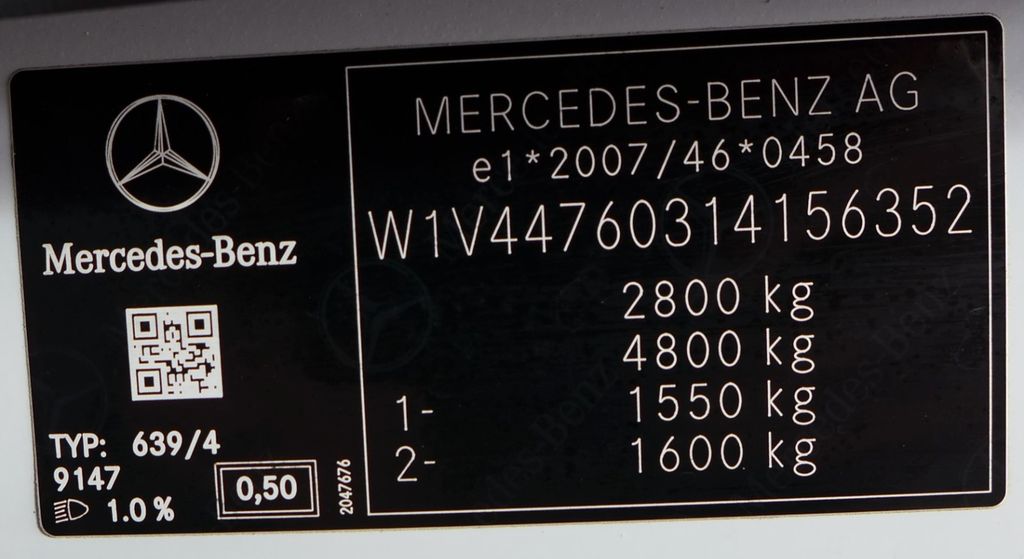 Mercedes-Benz
TYP: 639/4
9147
1.0 %
0,50
2047676
MERCEDES-BENZ AG
e1*2007/46*0458
W1V44760314156352
2800 kg
4800 kg
1- 1550 kg
2- 1600 kg